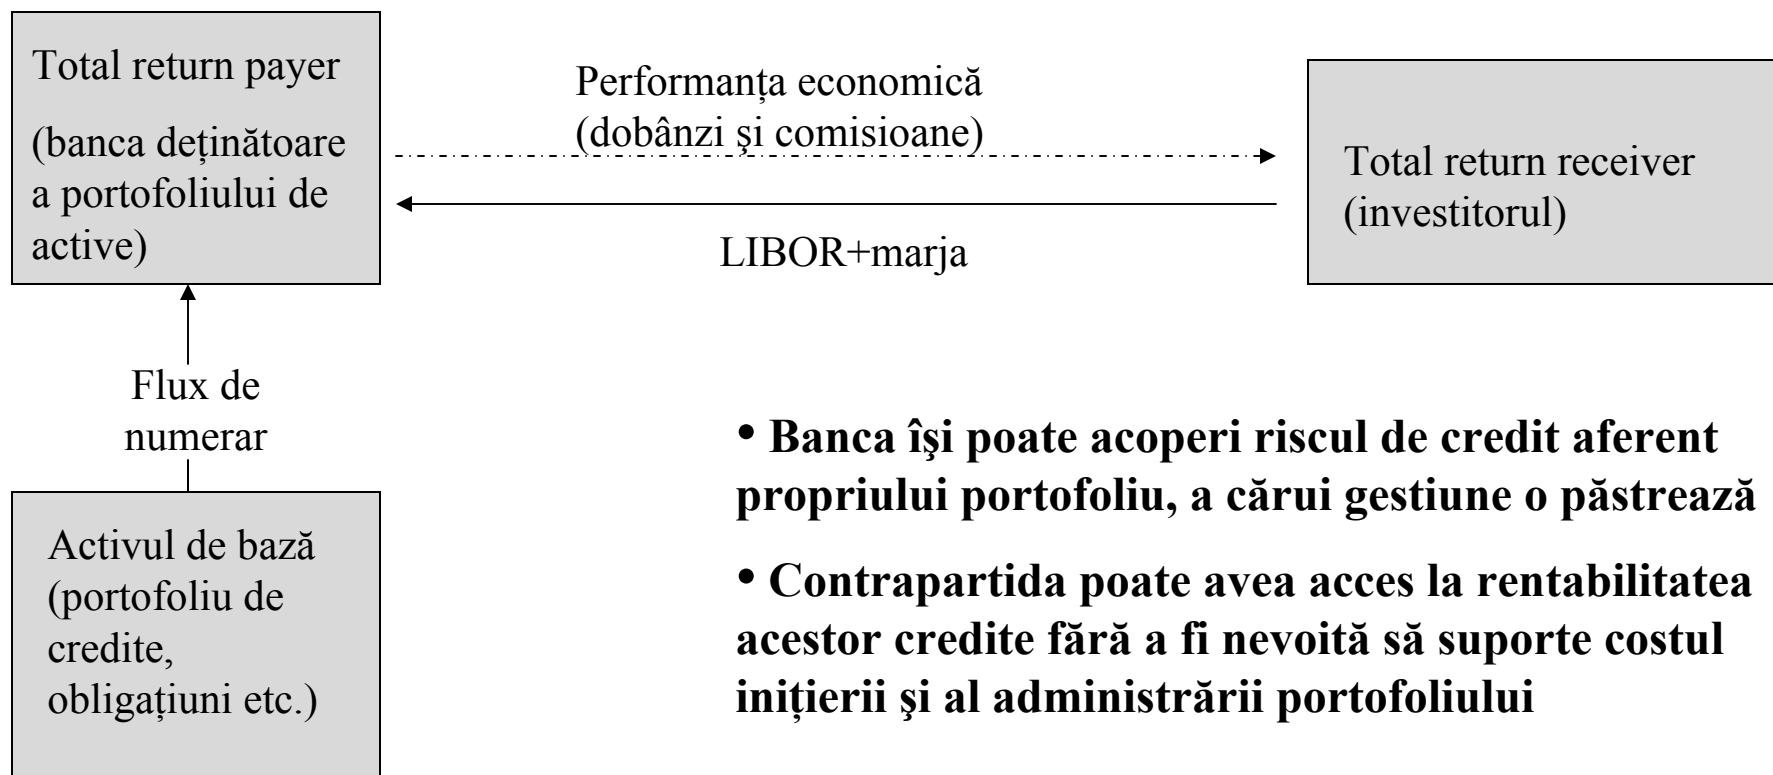 Total return payer
(banca deținătoare
a portofoliului de
active)
Performanța economică
(dobânzi şi comisioane)
LIBOR+marja
Total return receiver
(investitorul)
Flux de
numerar
Activul de bază
(portofoliu de
credite,
obligațiuni etc.)
• Banca îşi poate acoperi riscul de credit aferent
propriului portofoliu, a cărui gestiune o păstrează
• Contrapartida poate avea acces la rentabilitatea
acestor credite fără a fi nevoită să suporte costul
inițierii şi al administrării portofoliului